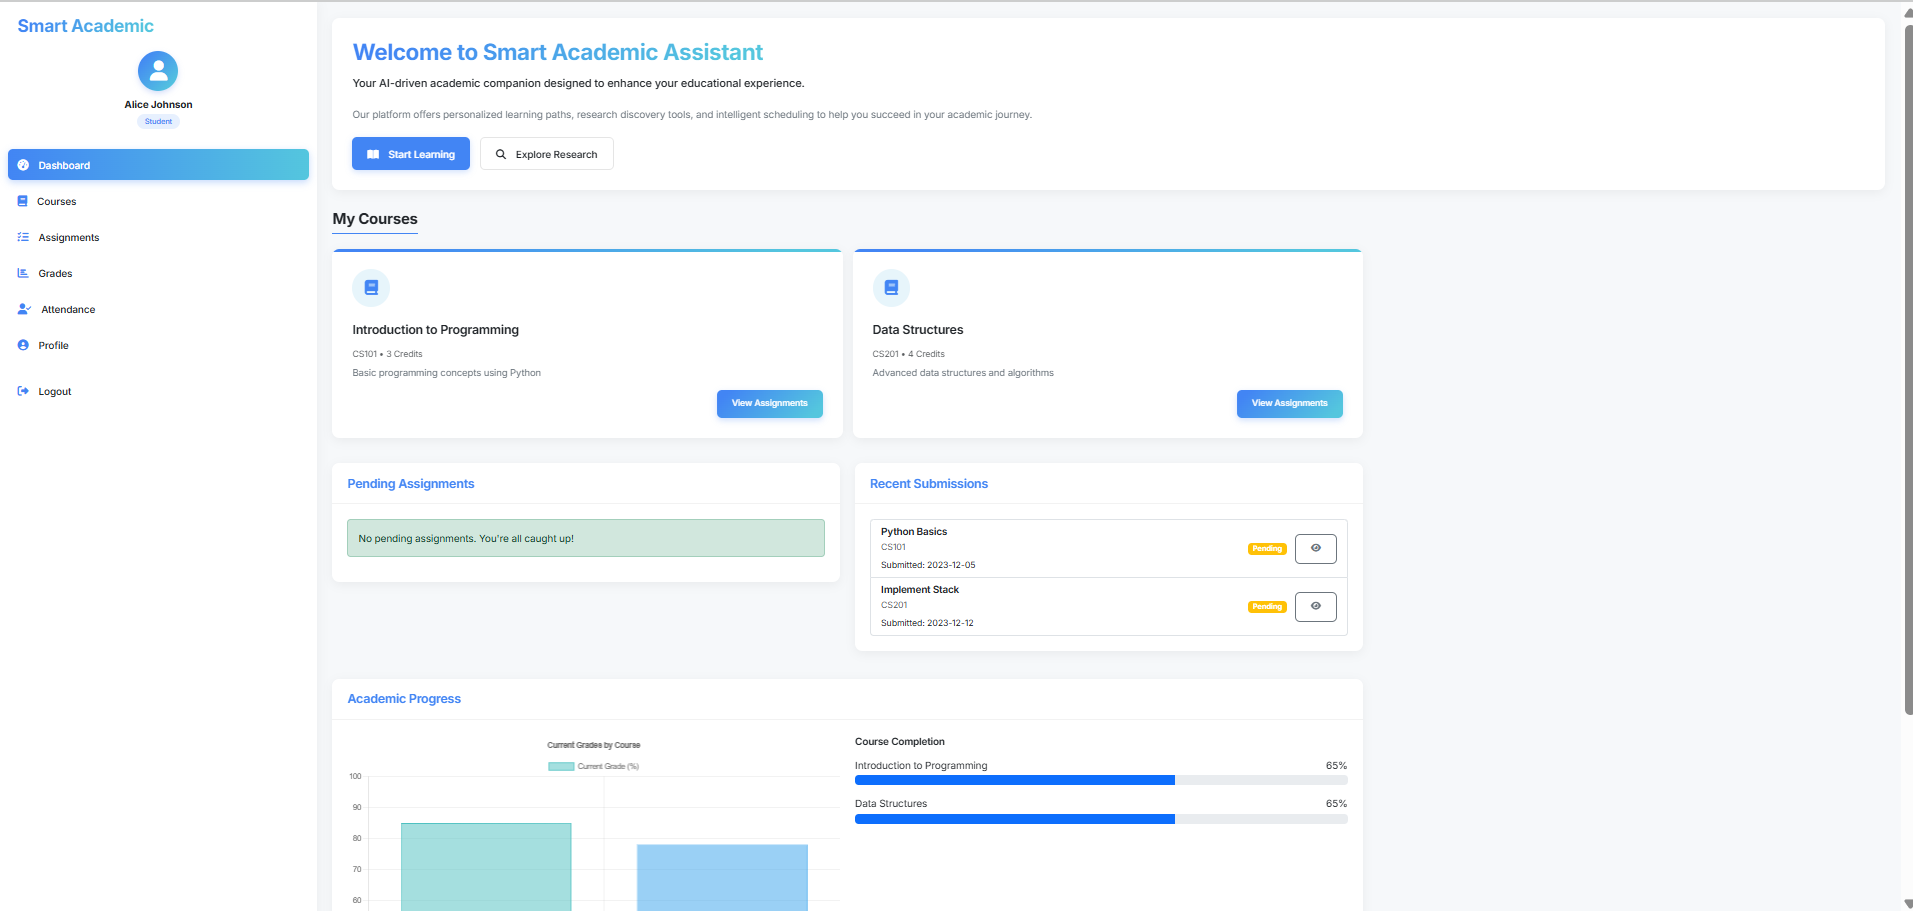 Smart Academic
Alice Johnson
Student
Dashboard
Courses
Assignments
Grades
Attendance
Profile
Logout
Welcome to Smart Academic Assistant
Your AI-driven academic companion designed to enhance your educational experience.
Our platform offers personalized learning paths, research discovery tools, and intelligent scheduling to help you succeed in your academic journey.
Start Learning
Explore Research
My Courses
Introduction to Programming
CS101 • 3 Credits
Basic programming concepts using Python
View Assignments
Data Structures
CS201 • 4 Credits
Advanced data structures and algorithms
View Assignments
Pending Assignments
No pending assignments. You're all caught up!
Recent Submissions
Python Basics
CS101
Submitted: 2023-12-05
Pending
Implement Stack
CS201
Submitted: 2023-12-12
Pending
Academic Progress
Current Grades by Course
Current Grade (%)
100
90
80
70
60
Course Completion
Introduction to Programming 65%
Data Structures 65%